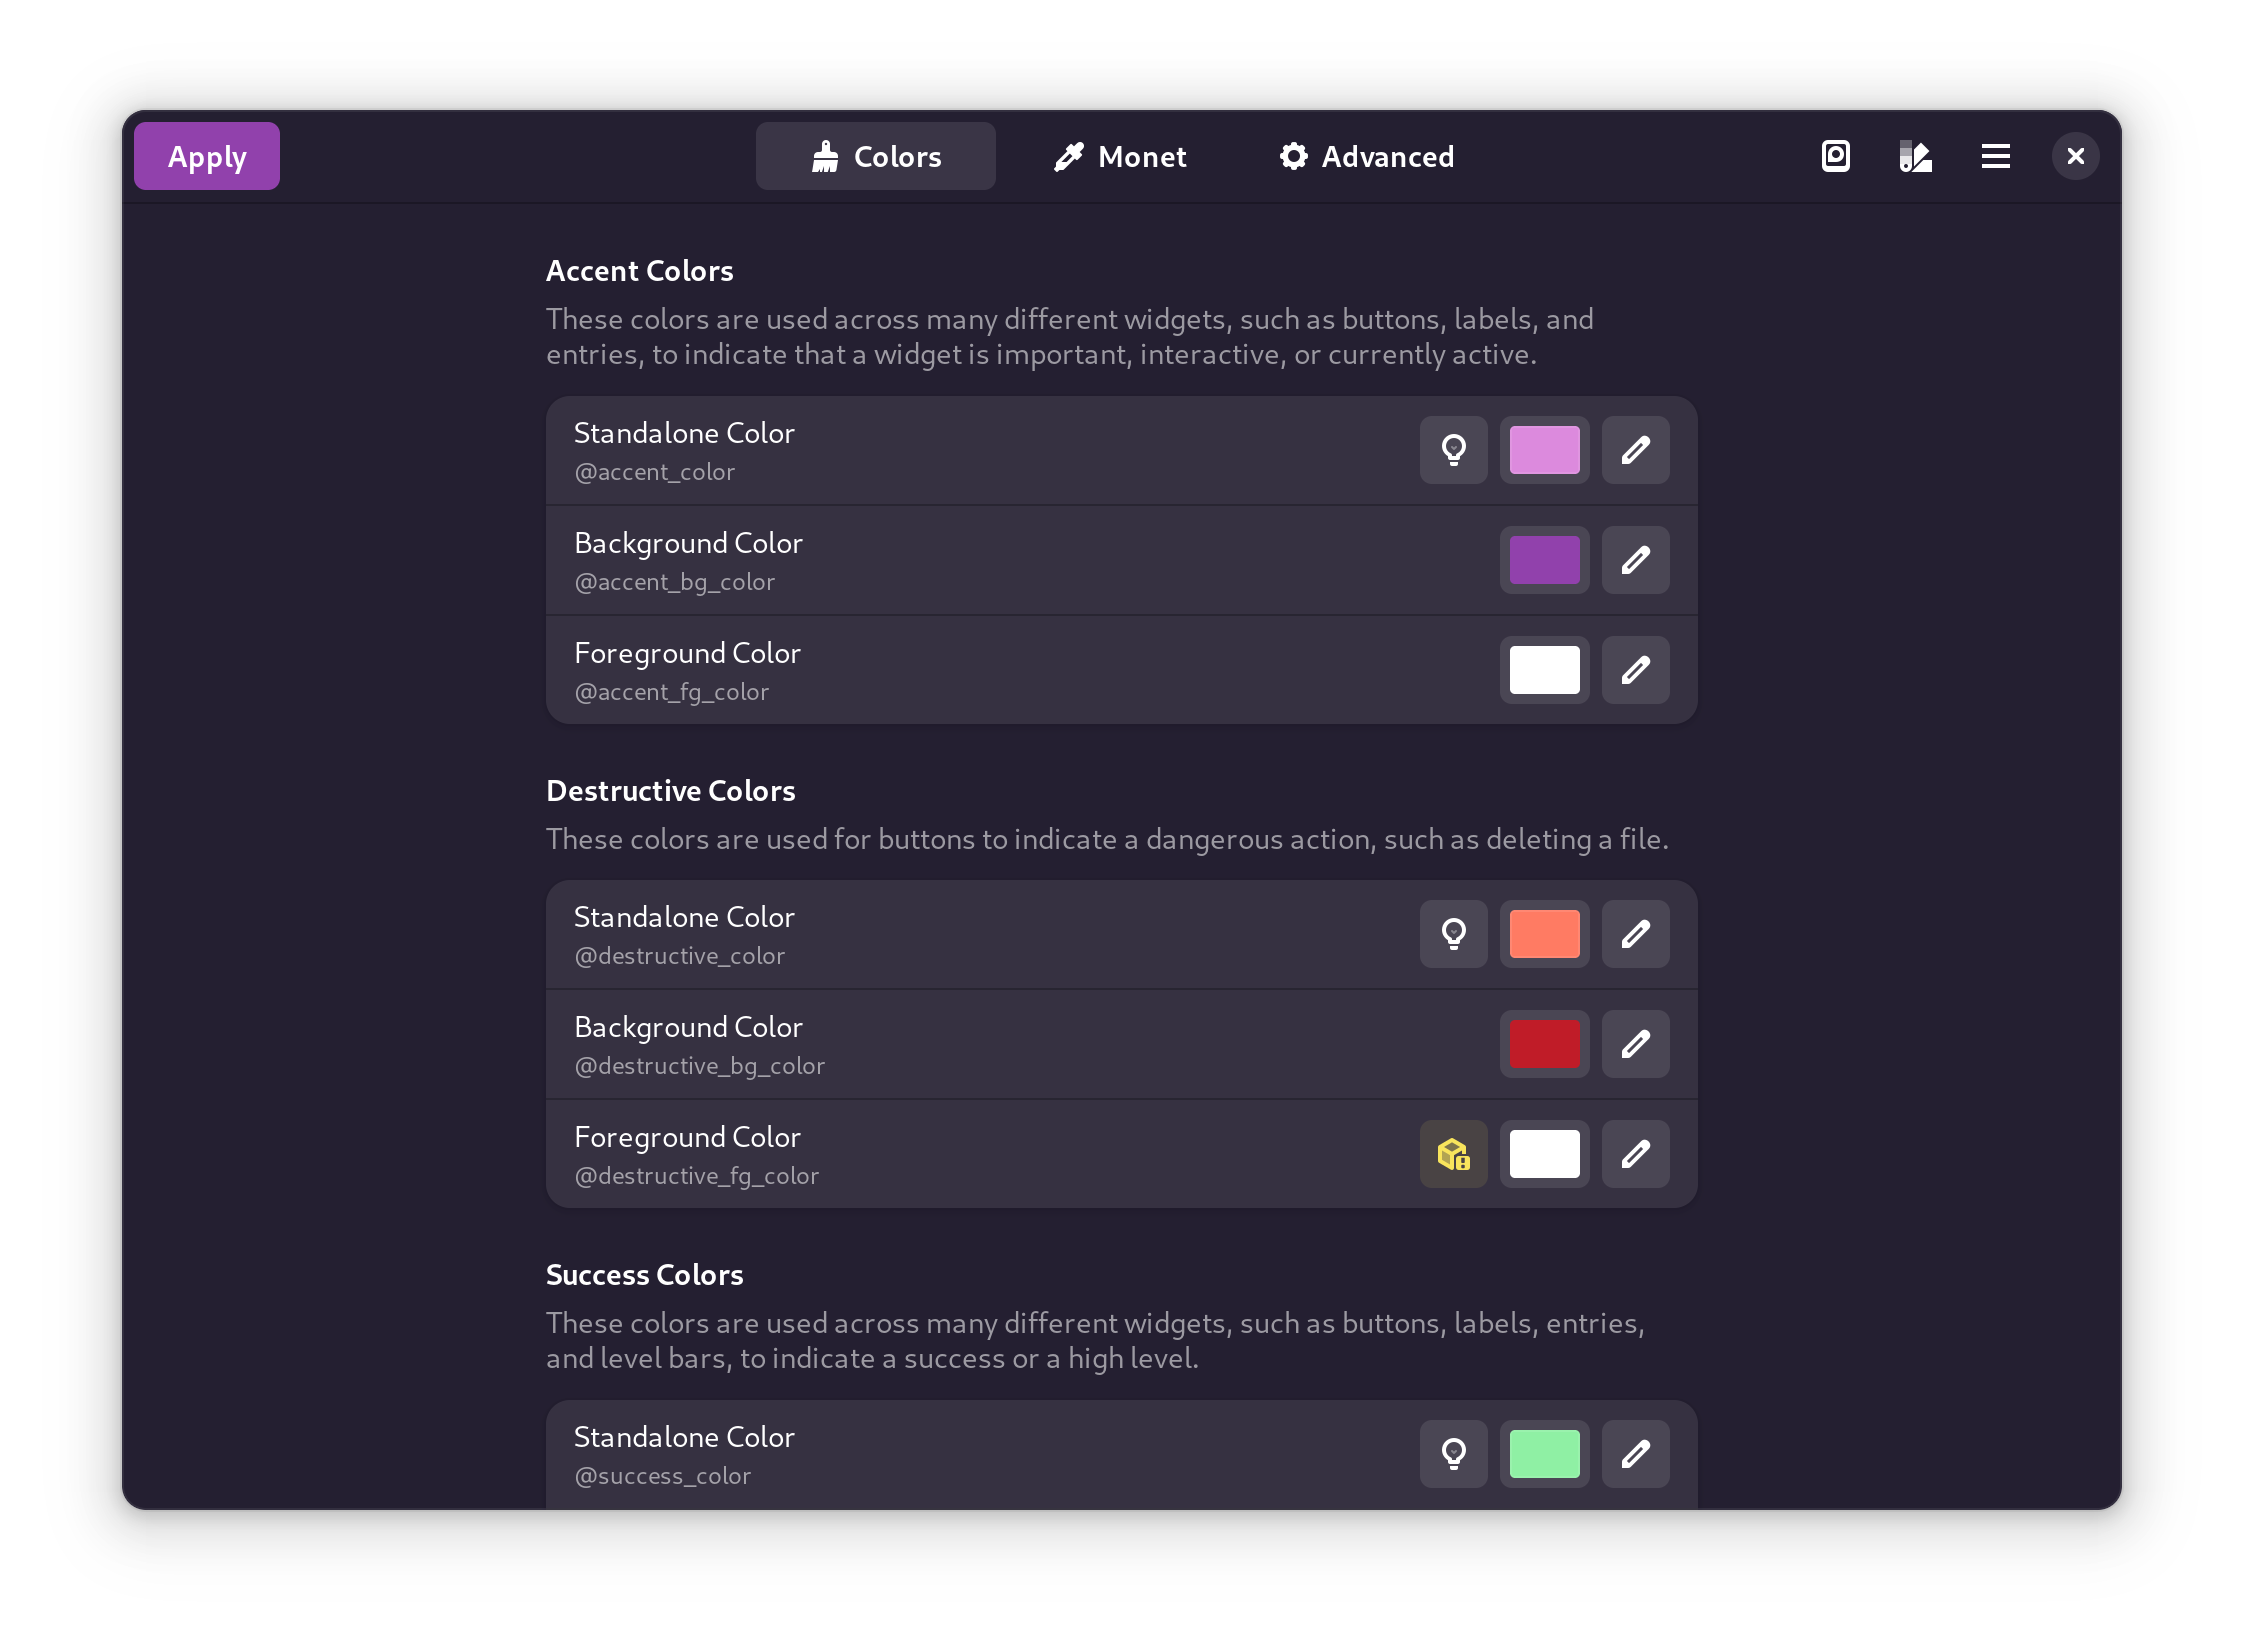 Apply
Colors
Monet
Advanced
Accent Colors
These colors are used across many different widgets, such as buttons, labels, and
entries, to indicate that a widget is important, interactive, or currently active.
Standalone Color
@accent_color
Background Color
@accent_bg_color
Foreground Color
@accent_fg_color
Destructive Colors
These colors are used for buttons to indicate a dangerous action, such as deleting a file.
Standalone Color
@destructive_color
Background Color
@destructive_bg_color
Foreground Color
@destructive_fg_color
Success Colors
These colors are used across many different widgets, such as buttons, labels, entries,
and level bars, to indicate a success or a high level.
Standalone Color
@success_color